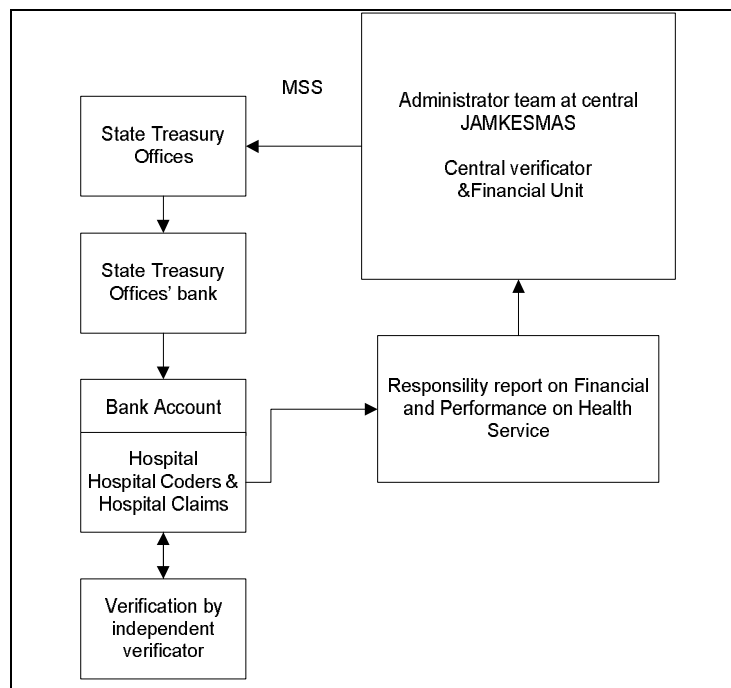 MSS
Administrator team at central
JAMKESMAS
Central verificator
&Financial Unit
State Treasury
Offices
State Treasury
Offices’ bank
Bank Account
Hospital
Hospital Coders &
Hospital Claims
Responsility report on Financial
and Performance on Health
Service
Verification by
independent
verificator